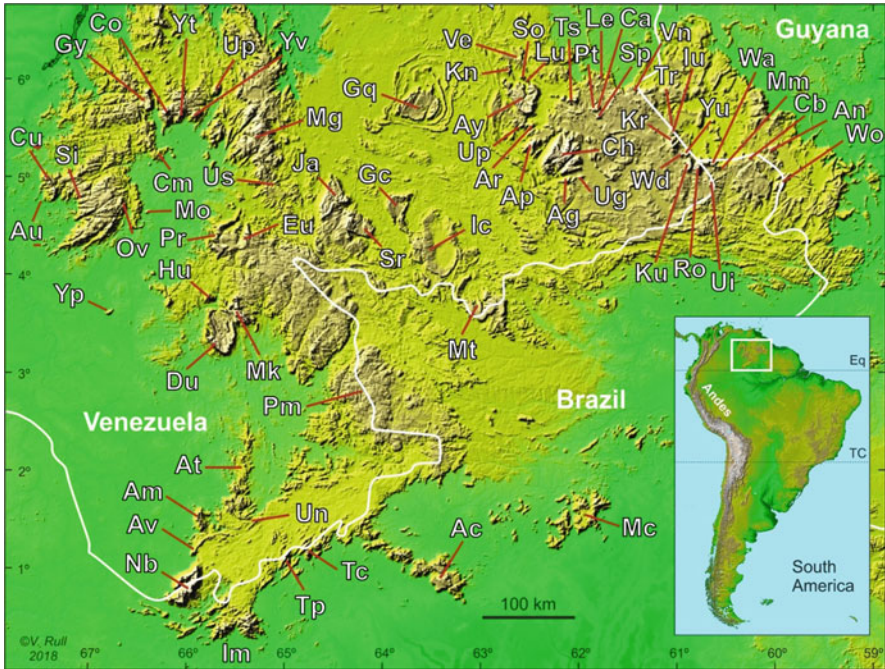 Co Yt Up Yv
Gy
So Ts Le Ca
Ve Lu Pt Sp Vn Iu
Kn
Guyana
Wa
Tr Mm
Cb
An
Wo
6°
Gq
Mg
Ay
Up
Ch
Kr
Yu
Cu
Si
Ja
Gc
5°
Cm
Us
Ar
Ap
Ug
Wd
Au
Ov
Mo
Ag
Pr
Eu
Sr
Ic
Ku
Ro
Ui
4°
Hu
Yp
Mt
3°
Du
Mk
Pm
Brazil
Venezuela
Eq
Andes
2°
At
TC
Am
Un
Av
Ac
Mc
1°
Nb
Tc
Tp
100 km
South
America
Im
©V. Rull
2018
67° 66° 65° 64° 63° 62° 61° 60° 59°